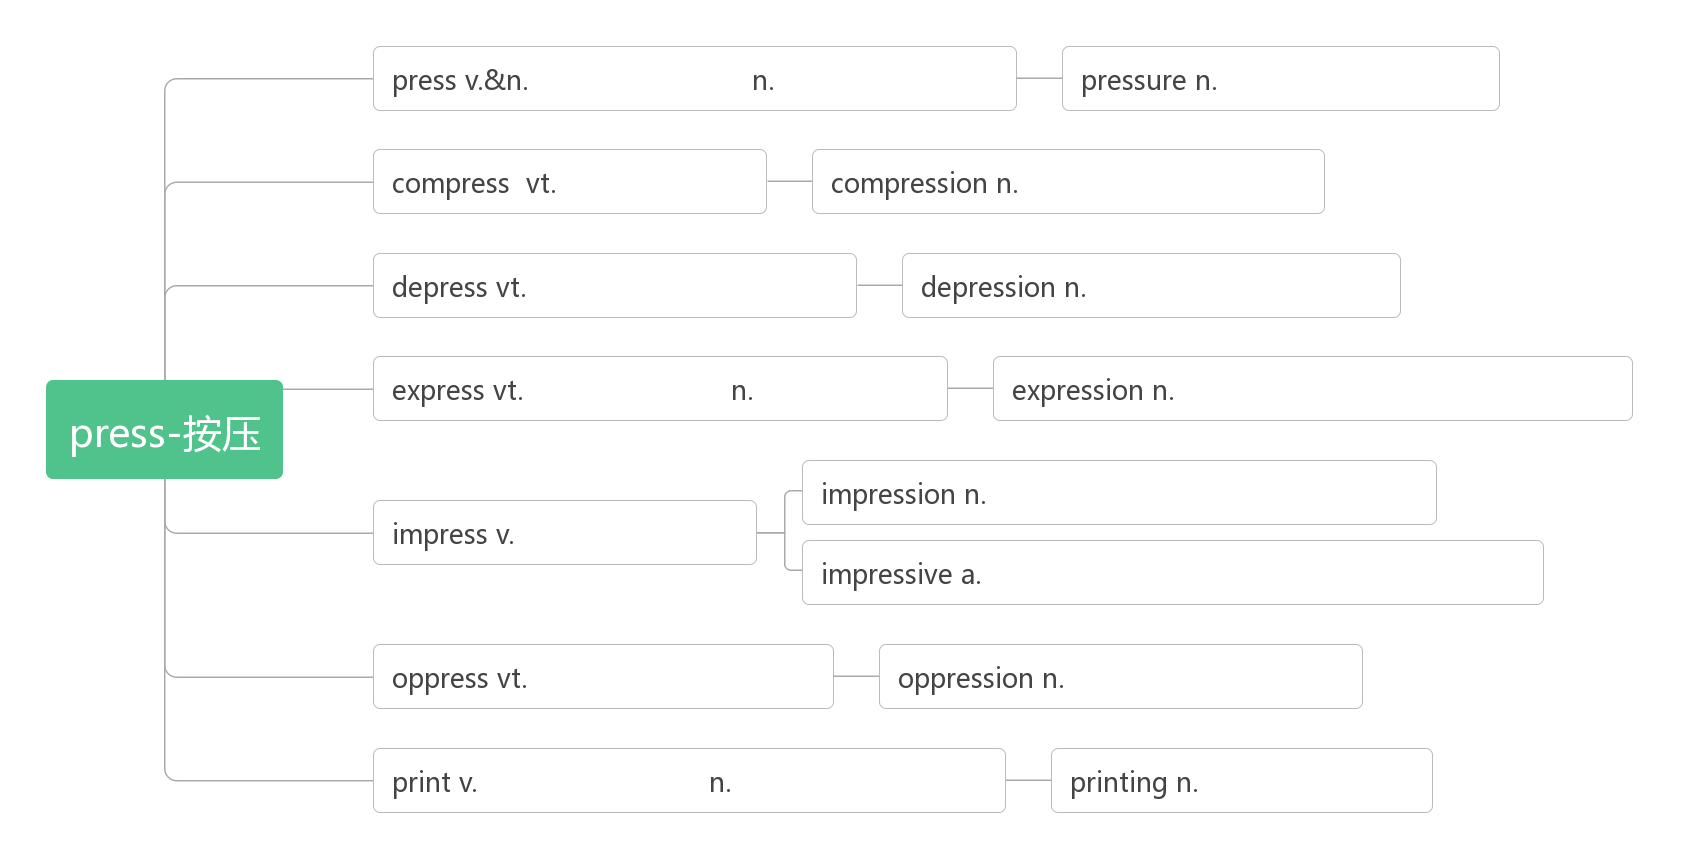 press v.&n. n.
pressure n.
compress vt.
compression n.
depress vt.
depression n.
express vt. n.
expression n.
press-按压
impression n.
impress v.
impressive a.
oppress vt.
oppression n.
print v. n.
printing n.